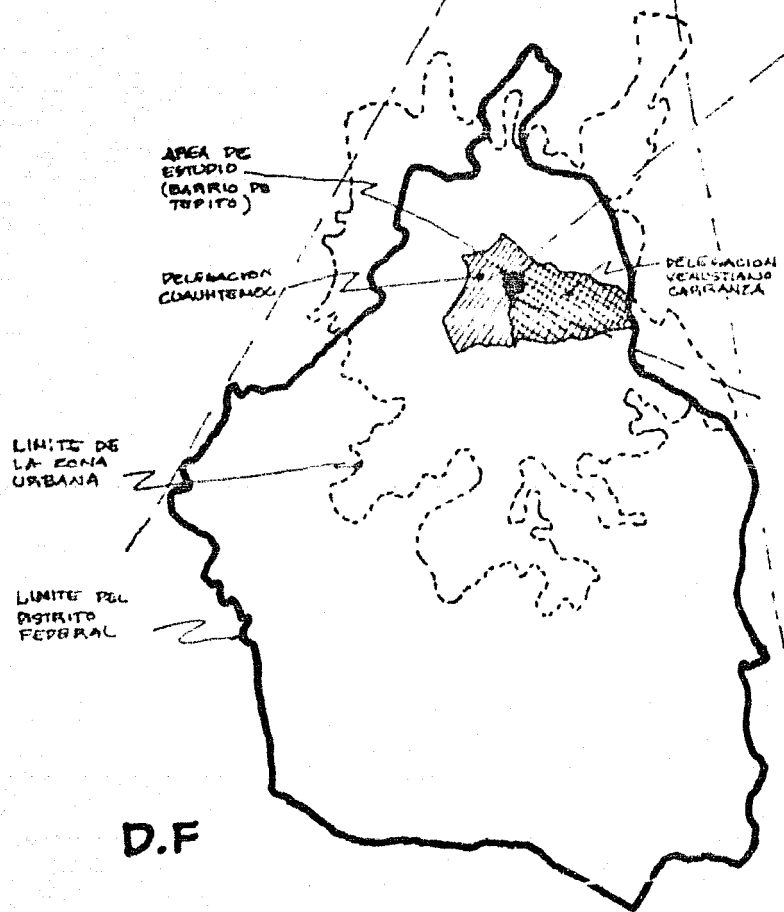 AREA DE
ESTUDIO
(BARRIO DE
TEPITO)
DELEGACION
CUAUHTEMOC
DELEGACION
VENUSTIANO
CARRANZA
LIMITE DE
LA ZONA
URBANA
LIMITE DEL
DISTRITO
FEDERAL
D.F